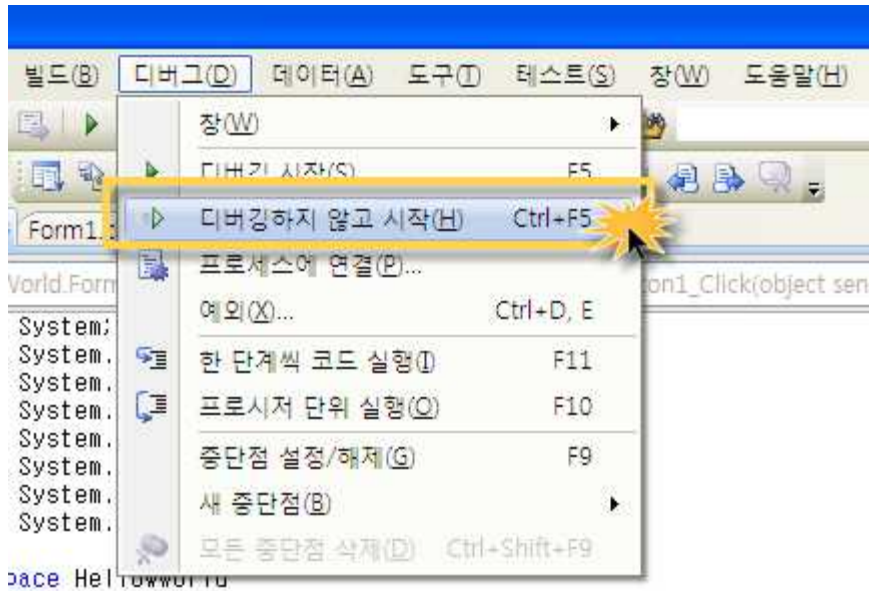 빌드(B) 디버그(D) 데이터(A) 도구(T) 테스트(S) 창(W) 도움말(H)
창(W)
디버깅 시작(S) F5
디버깅하지 않고 시작(H) Ctrl+F5
Form1.
프로세스에 연결(P)...
World.Form on1_Click(object sen
예외(X)... Ctrl+D, E
System;
System.
한 단계씩 코드 실행(I) F11
System.
System.
프로시저 단위 실행(O) F10
System.
System.
중단점 설정/해제(G) F9
System.
새 중단점(B)
System.
모든 중단점 삭제(D) Ctrl+Shift+F9
pace Hellowworld